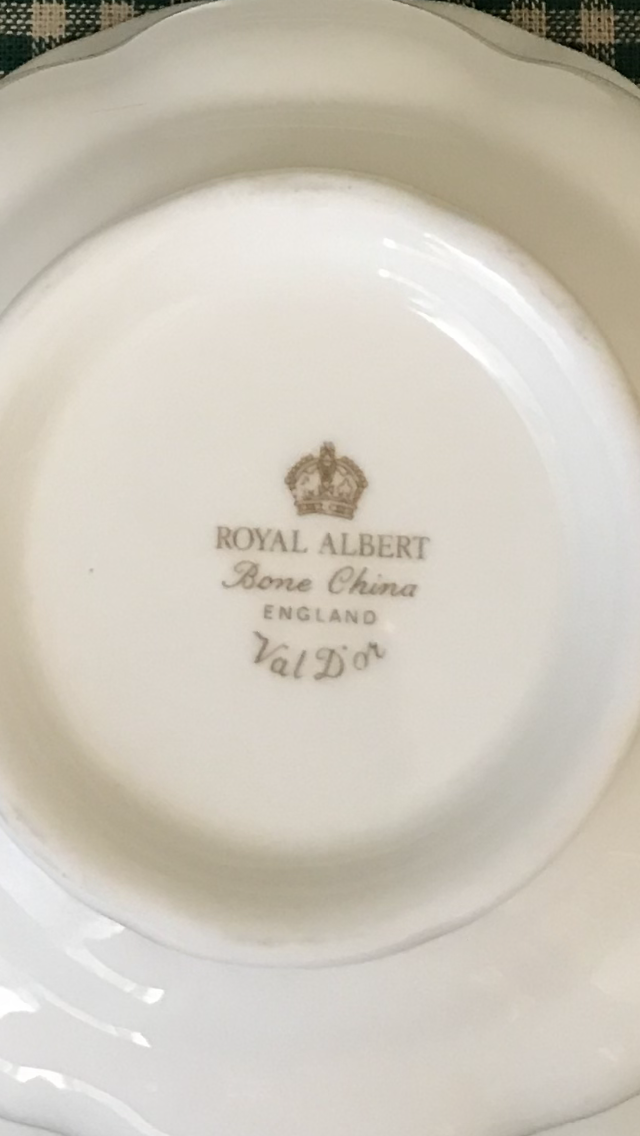 ROYAL ALBERT
Bone China
ENGLAND
Val D'or